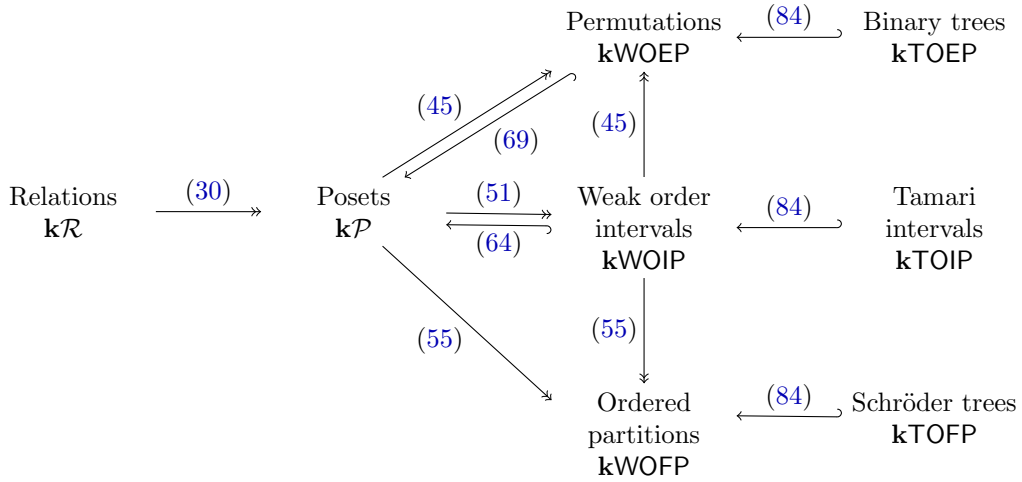 Permutations
kWOEP
(84)
Binary trees
kTOEP
(45)
(69)
(45)
Relations
k𝓡
(30)
Posets
k𝓟
(51)
(64)
Weak order
intervals
kWOIP
(84)
Tamari
intervals
kTOIP
(55)
(55)
Ordered
partitions
kWOFP
(84)
Schröder trees
kTOFP